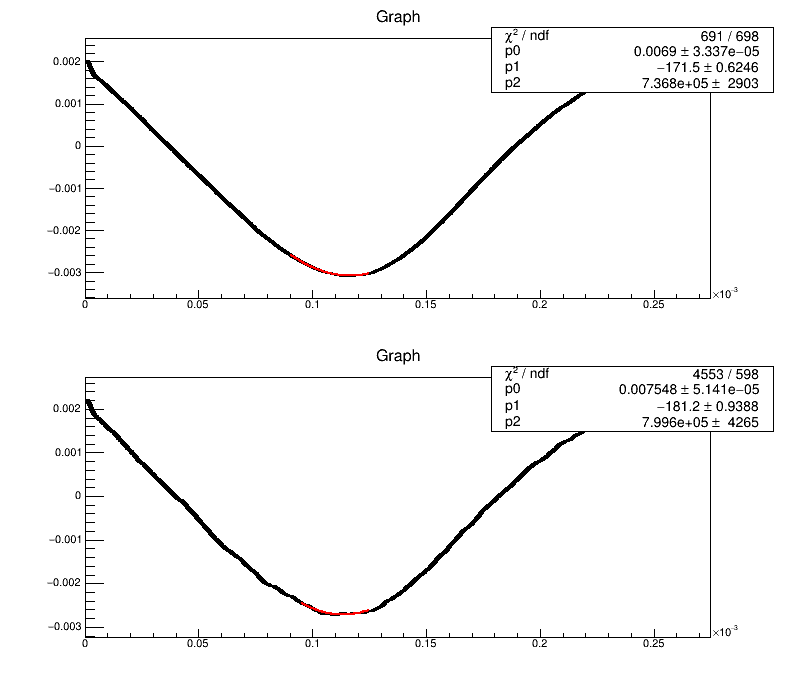 Graph
χ² / ndf 691 / 698
p0 0.0069 ± 3.337e−05
p1 −171.5 ± 0.6246
p2 7.368e+05 ± 2903
0.002
0.001
0
−0.001
−0.002
−0.003
0 0.05 0.1 0.15 0.2 0.25
×10⁻³
Graph
χ² / ndf 4553 / 598
p0 0.007548 ± 5.141e−05
p1 −181.2 ± 0.9388
p2 7.996e+05 ± 4265
0.002
0.001
0
−0.001
−0.002
−0.003
0 0.05 0.1 0.15 0.2 0.25
×10⁻³